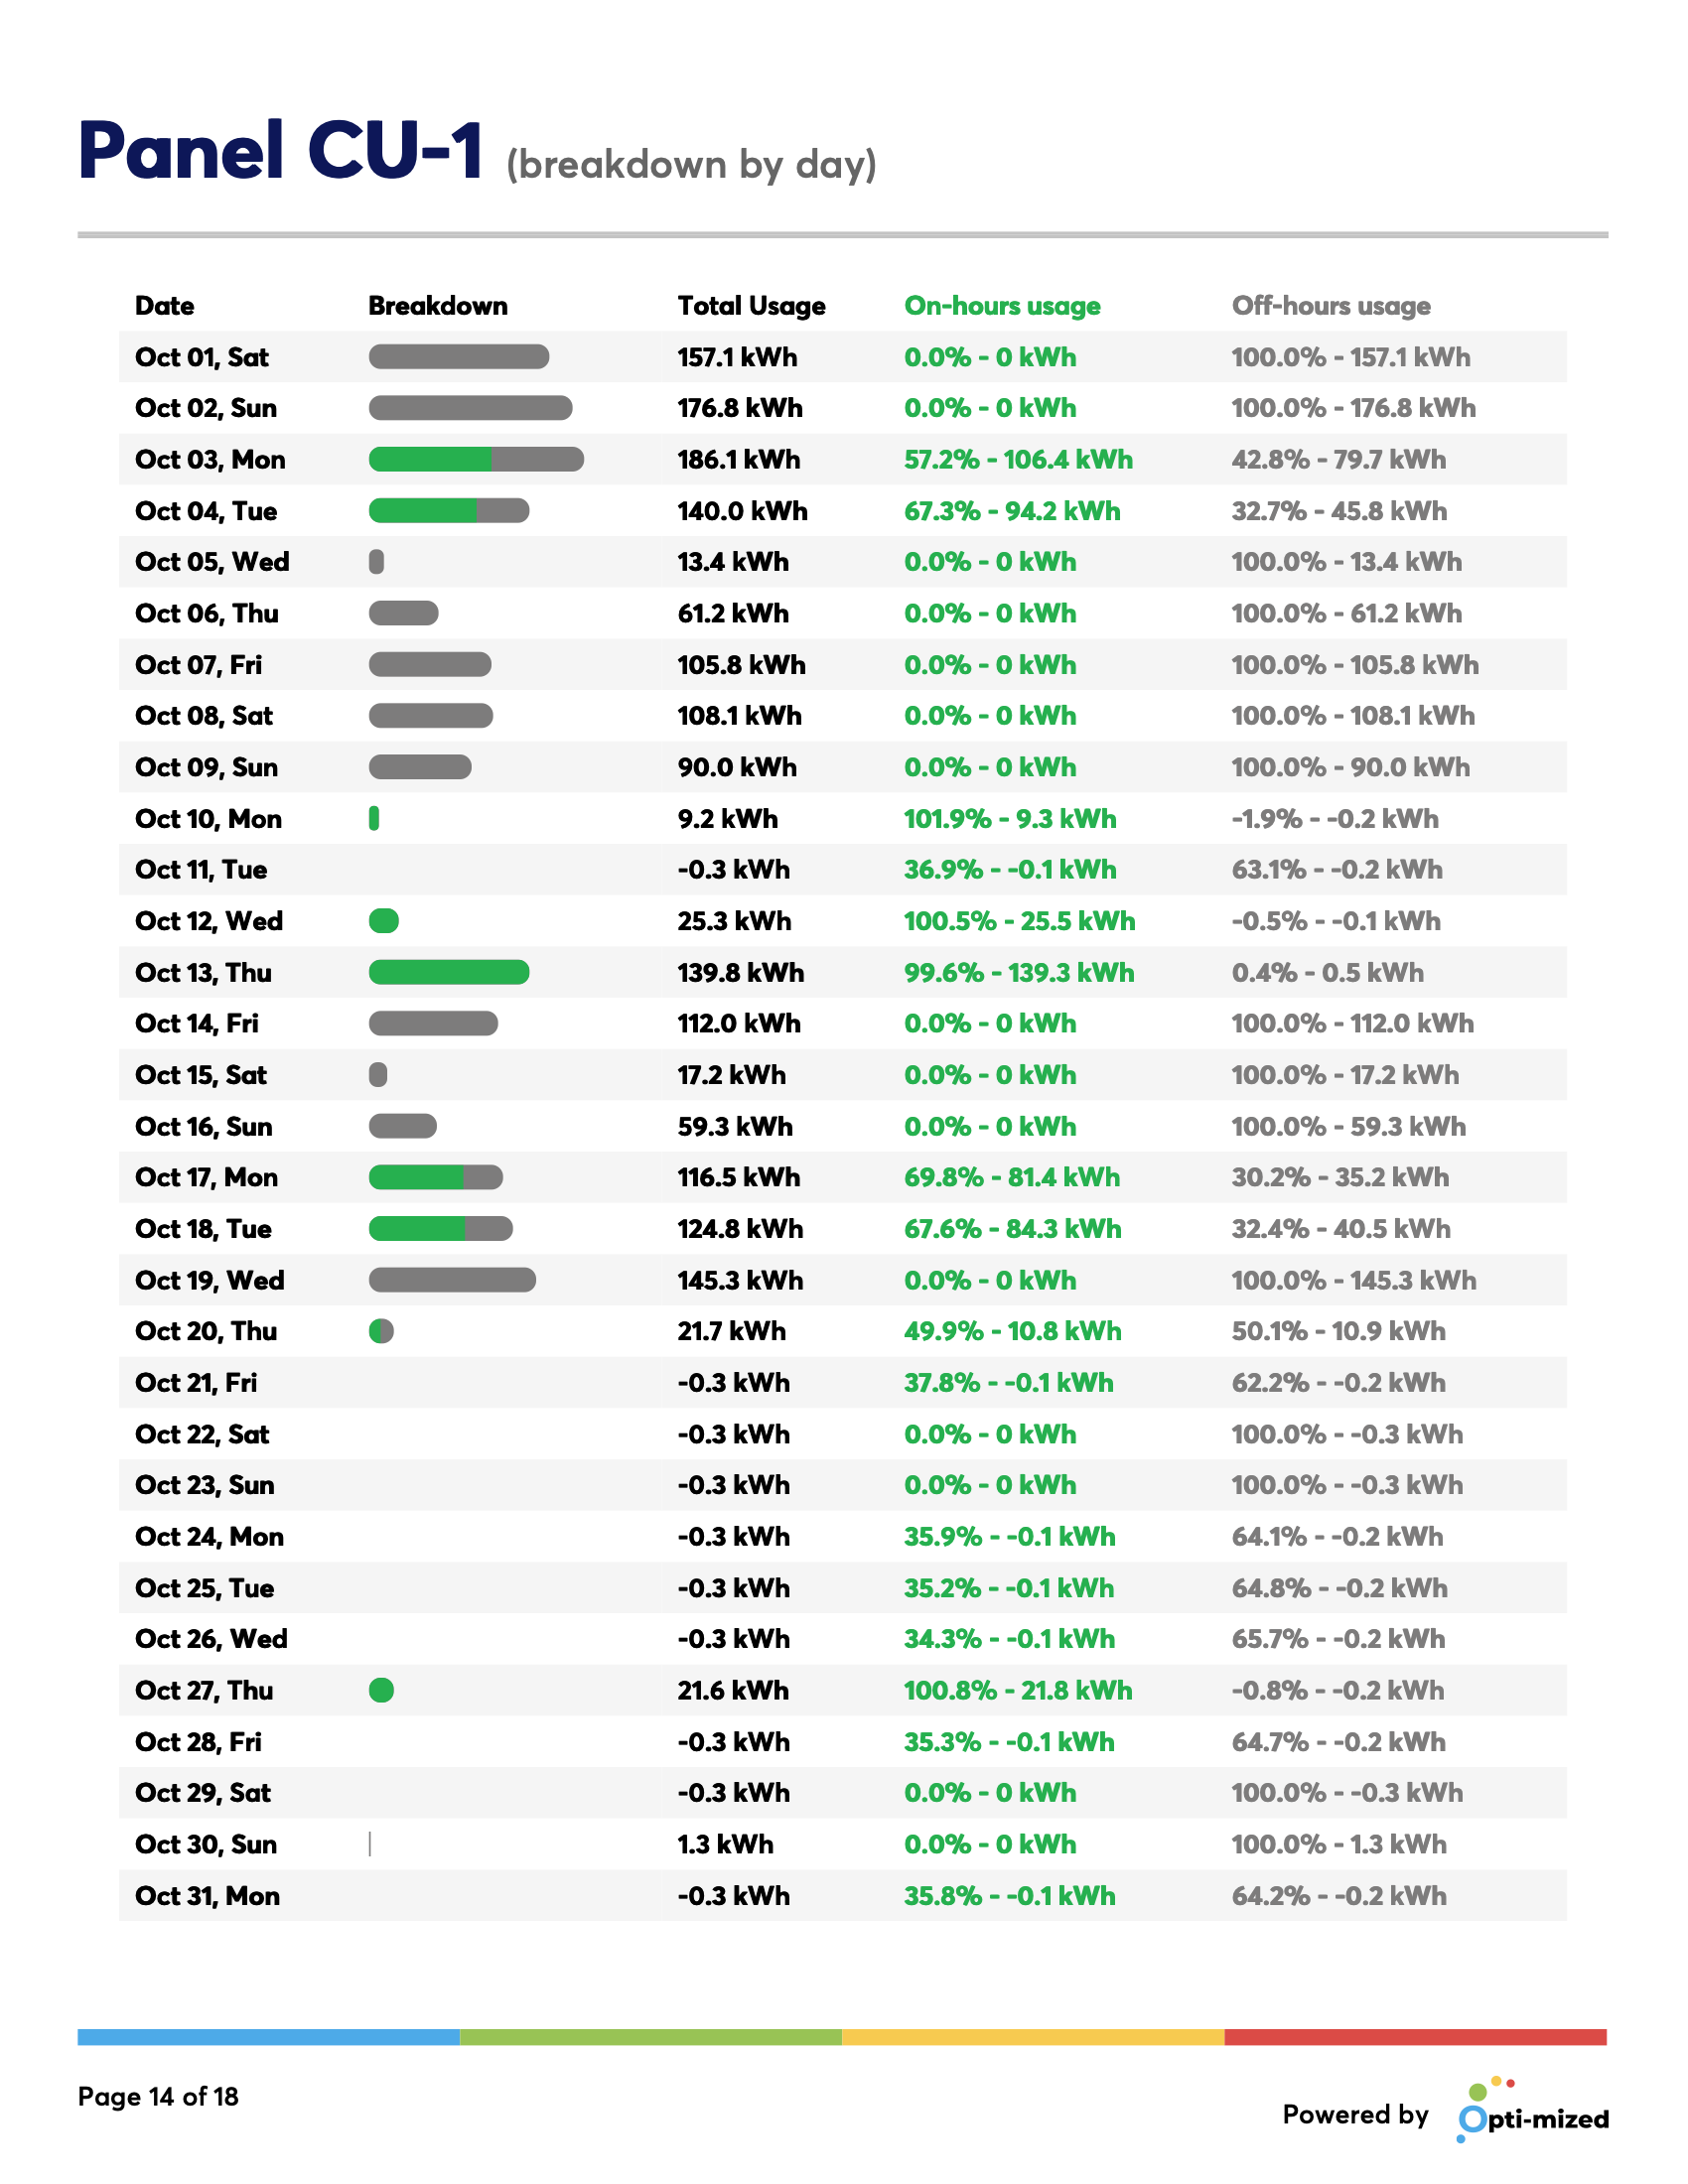 Panel CU-1 (breakdown by day)
Date Breakdown Total Usage On-hours usage Off-hours usage
Oct 01, Sat 157.1 kWh 0.0% - 0 kWh 100.0% - 157.1 kWh
Oct 02, Sun 176.8 kWh 0.0% - 0 kWh 100.0% - 176.8 kWh
Oct 03, Mon 186.1 kWh 57.2% - 106.4 kWh 42.8% - 79.7 kWh
Oct 04, Tue 140.0 kWh 67.3% - 94.2 kWh 32.7% - 45.8 kWh
Oct 05, Wed 13.4 kWh 0.0% - 0 kWh 100.0% - 13.4 kWh
Oct 06, Thu 61.2 kWh 0.0% - 0 kWh 100.0% - 61.2 kWh
Oct 07, Fri 105.8 kWh 0.0% - 0 kWh 100.0% - 105.8 kWh
Oct 08, Sat 108.1 kWh 0.0% - 0 kWh 100.0% - 108.1 kWh
Oct 09, Sun 90.0 kWh 0.0% - 0 kWh 100.0% - 90.0 kWh
Oct 10, Mon 9.2 kWh 101.9% - 9.3 kWh -1.9% - -0.2 kWh
Oct 11, Tue -0.3 kWh 36.9% - -0.1 kWh 63.1% - -0.2 kWh
Oct 12, Wed 25.3 kWh 100.5% - 25.5 kWh -0.5% - -0.1 kWh
Oct 13, Thu 139.8 kWh 99.6% - 139.3 kWh 0.4% - 0.5 kWh
Oct 14, Fri 112.0 kWh 0.0% - 0 kWh 100.0% - 112.0 kWh
Oct 15, Sat 17.2 kWh 0.0% - 0 kWh 100.0% - 17.2 kWh
Oct 16, Sun 59.3 kWh 0.0% - 0 kWh 100.0% - 59.3 kWh
Oct 17, Mon 116.5 kWh 69.8% - 81.4 kWh 30.2% - 35.2 kWh
Oct 18, Tue 124.8 kWh 67.6% - 84.3 kWh 32.4% - 40.5 kWh
Oct 19, Wed 145.3 kWh 0.0% - 0 kWh 100.0% - 145.3 kWh
Oct 20, Thu 21.7 kWh 49.9% - 10.8 kWh 50.1% - 10.9 kWh
Oct 21, Fri -0.3 kWh 37.8% - -0.1 kWh 62.2% - -0.2 kWh
Oct 22, Sat -0.3 kWh 0.0% - 0 kWh 100.0% - -0.3 kWh
Oct 23, Sun -0.3 kWh 0.0% - 0 kWh 100.0% - -0.3 kWh
Oct 24, Mon -0.3 kWh 35.9% - -0.1 kWh 64.1% - -0.2 kWh
Oct 25, Tue -0.3 kWh 35.2% - -0.1 kWh 64.8% - -0.2 kWh
Oct 26, Wed -0.3 kWh 34.3% - -0.1 kWh 65.7% - -0.2 kWh
Oct 27, Thu 21.6 kWh 100.8% - 21.8 kWh -0.8% - -0.2 kWh
Oct 28, Fri -0.3 kWh 35.3% - -0.1 kWh 64.7% - -0.2 kWh
Oct 29, Sat -0.3 kWh 0.0% - 0 kWh 100.0% - -0.3 kWh
Oct 30, Sun 1.3 kWh 0.0% - 0 kWh 100.0% - 1.3 kWh
Oct 31, Mon -0.3 kWh 35.8% - -0.1 kWh 64.2% - -0.2 kWh
Page 14 of 18
Powered by Opti-mized